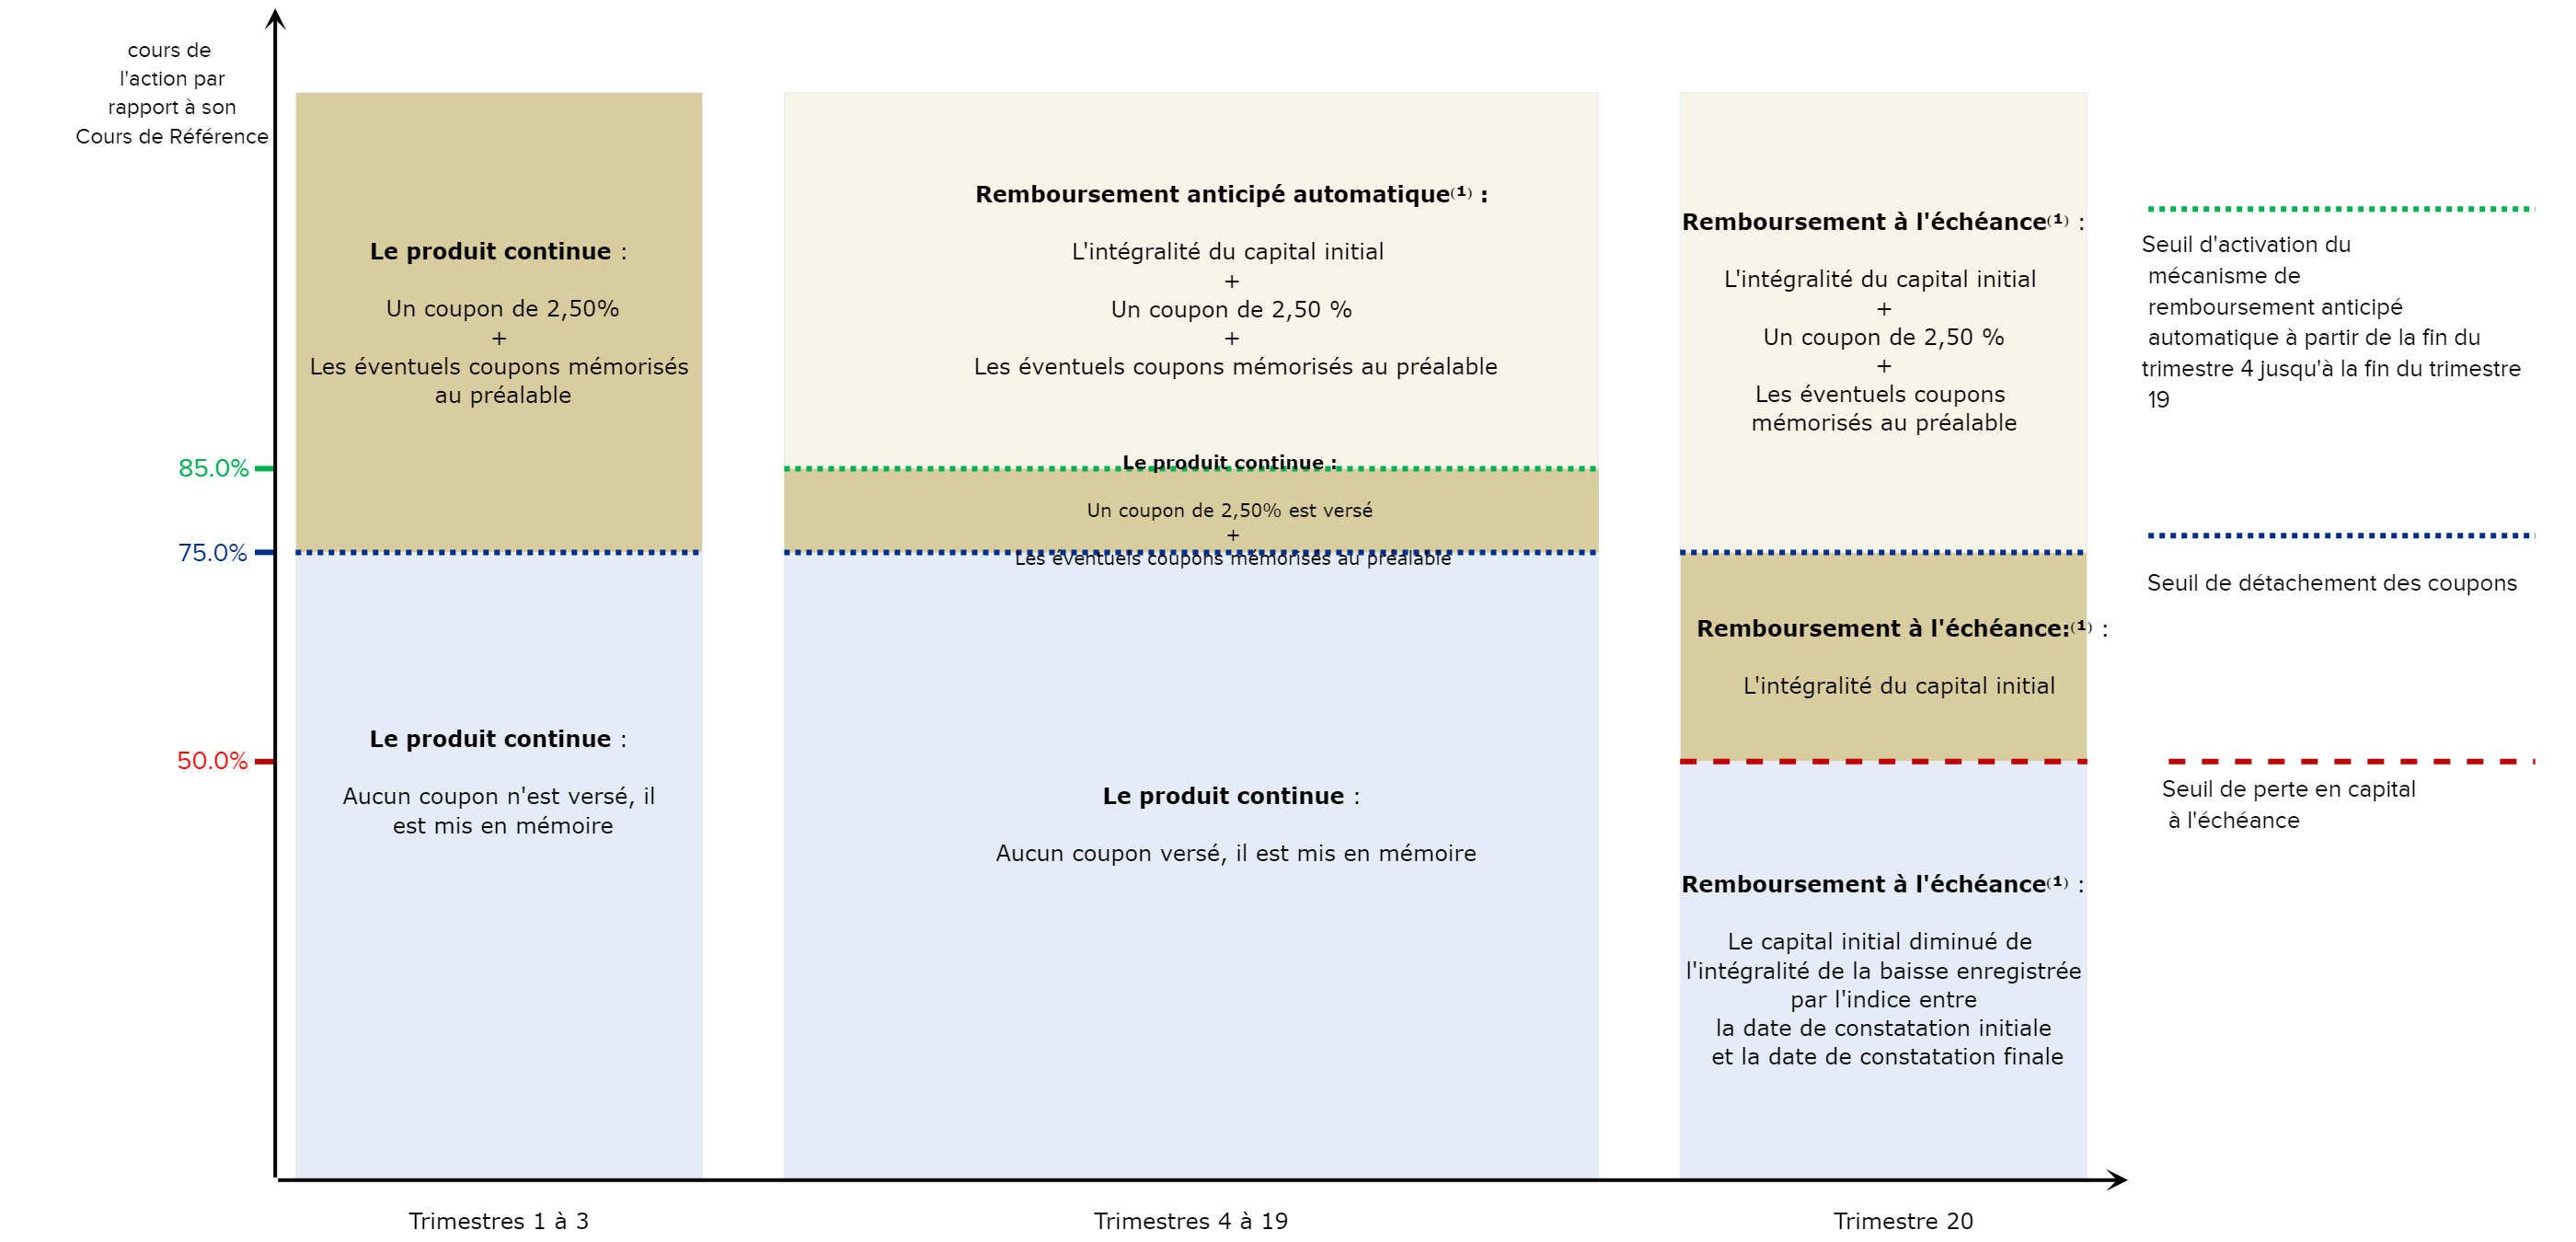 cours de
l'action par
rapport à son
Cours de Référence
85.0%
75.0%
50.0%
Le produit continue :
Un coupon de 2,50%
+
Les éventuels coupons mémorisés
au préalable
Le produit continue :
Aucun coupon n'est versé, il
est mis en mémoire
Trimestres 1 à 3
Remboursement anticipé automatique⁽¹⁾ :
L'intégralité du capital initial
+
Un coupon de 2,50 %
+
Les éventuels coupons mémorisés au préalable
Le produit continue :
Un coupon de 2,50% est versé
+
Les éventuels coupons mémorisés au préalable
Le produit continue :
Aucun coupon versé, il est mis en mémoire
Trimestres 4 à 19
Remboursement à l'échéance⁽¹⁾ :
L'intégralité du capital initial
+
Un coupon de 2,50 %
+
Les éventuels coupons
mémorisés au préalable
Remboursement à l'échéance:⁽¹⁾ :
L'intégralité du capital initial
Remboursement à l'échéance⁽¹⁾ :
Le capital initial diminué de
l'intégralité de la baisse enregistrée
par l'indice entre
la date de constatation initiale
et la date de constatation finale
Trimestre 20
Seuil d'activation du
mécanisme de
remboursement anticipé
automatique à partir de la fin du
trimestre 4 jusqu'à la fin du trimestre
19
Seuil de détachement des coupons
Seuil de perte en capital
à l'échéance